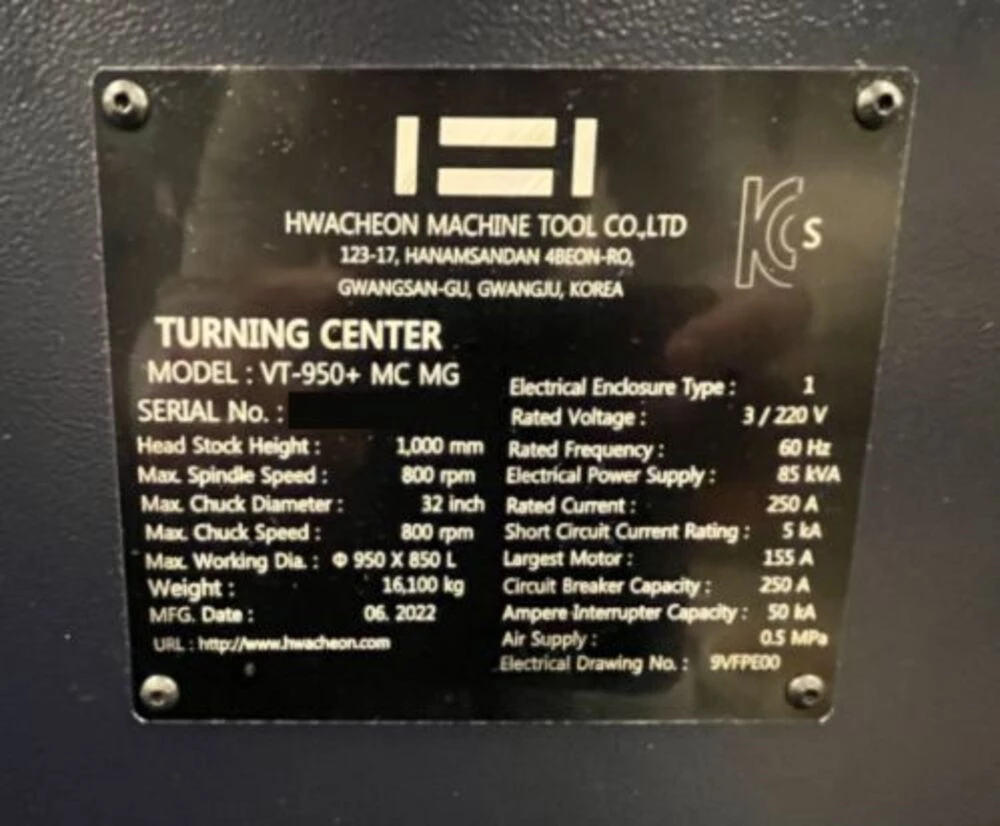 HWACHEON MACHINE TOOL CO.,LTD
123-17, HANAMSANDAN 4BEON-RO,
GWANGSAN-GU, GWANGJU, KOREA
KCs
TURNING CENTER
MODEL : VT-950+ MC MG
SERIAL No. :
Head Stock Height : 1,000 mm
Max. Spindle Speed : 800 rpm
Max. Chuck Diameter : 32 inch
Max. Chuck Speed : 800 rpm
Max. Working Dia. : Φ 950 X 850 L
Weight : 16,100 kg
MFG. Date : 06. 2022
URL : http://www.hwacheon.com
Electrical Enclosure Type : 1
Rated Voltage : 3 / 220 V
Rated Frequency : 60 Hz
Electrical Power Supply : 85 kVA
Rated Current : 250 A
Short Circuit Current Rating : 5 kA
Largest Motor : 155 A
Circuit Breaker Capacity : 250 A
Ampere Interrupter Capacity : 50 kA
Air Supply : 0.5 MPa
Electrical Drawing No. : 9VFPE00